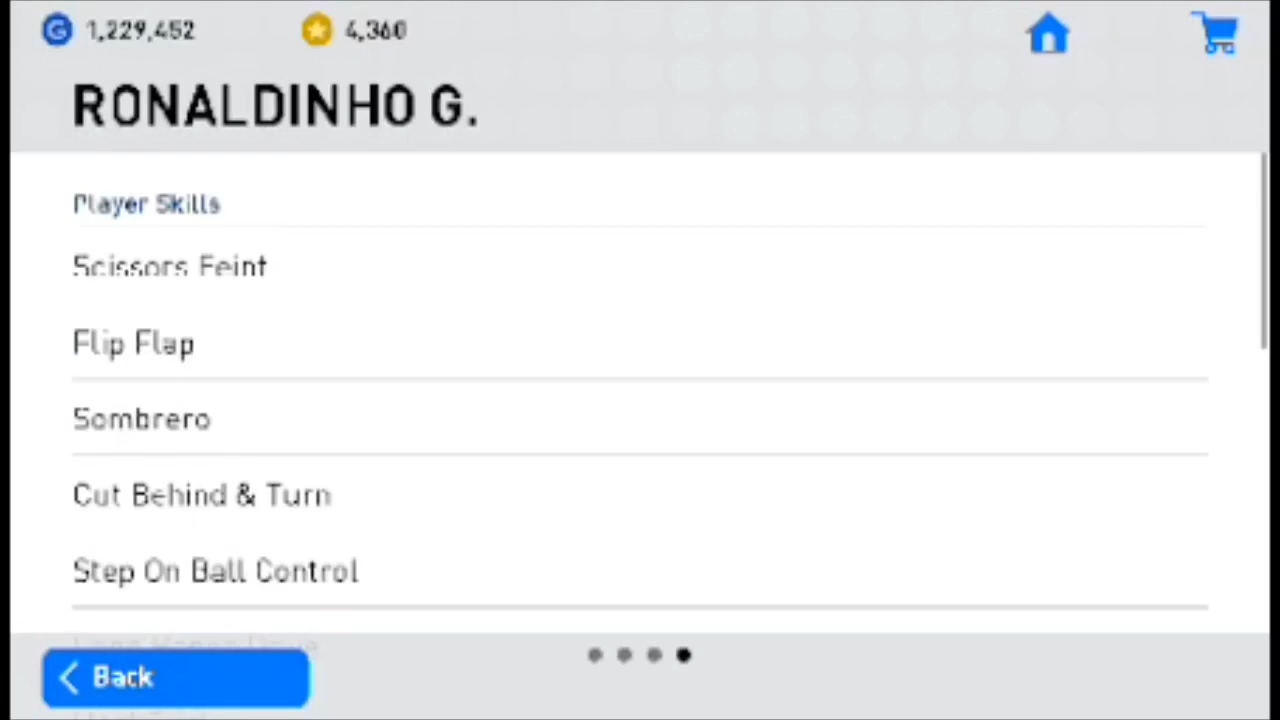 1,229,452 4,360
RONALDINHO G.
Player Skills
Scissors Feint
Flip Flap
Sombrero
Cut Behind & Turn
Step On Ball Control
Back